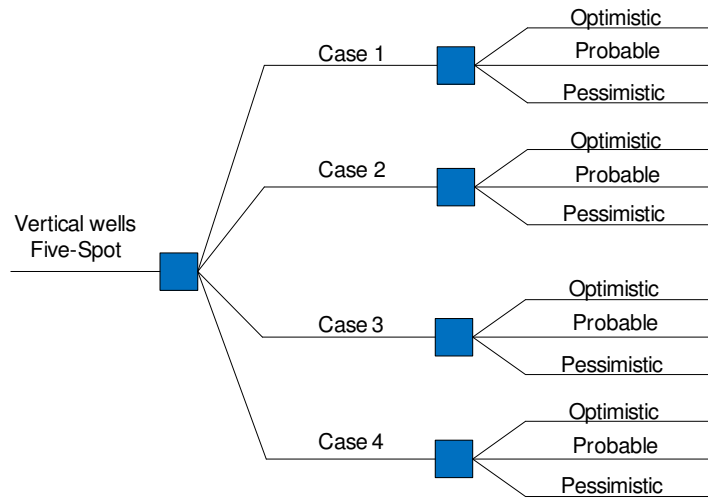 Optimistic
Case 1
Probable
Pessimistic
Optimistic
Case 2
Probable
Pessimistic
Vertical wells
Five-Spot
Optimistic
Case 3
Probable
Pessimistic
Optimistic
Case 4
Probable
Pessimistic